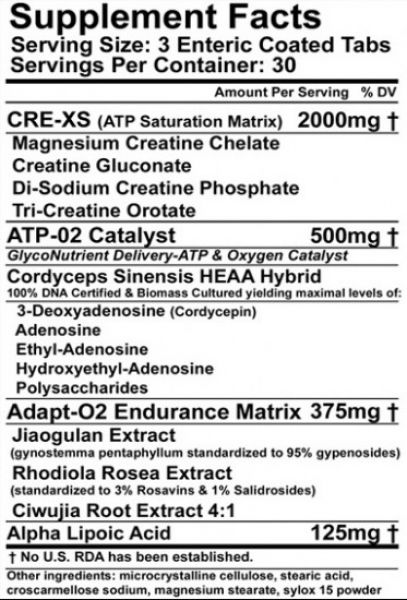 Supplement Facts
Serving Size: 3 Enteric Coated Tabs
Servings Per Container: 30
Amount Per Serving % DV
CRE-XS (ATP Saturation Matrix) 2000mg †
Magnesium Creatine Chelate
Creatine Gluconate
Di-Sodium Creatine Phosphate
Tri-Creatine Orotate
ATP-02 Catalyst 500mg †
GlycoNutrient Delivery-ATP & Oxygen Catalyst
Cordyceps Sinensis HEAA Hybrid
100% DNA Certified & Biomass Cultured yielding maximal levels of:
3-Deoxyadenosine (Cordycepin)
Adenosine
Ethyl-Adenosine
Hydroxyethyl-Adenosine
Polysaccharides
Adapt-O2 Endurance Matrix 375mg †
Jiaogulan Extract
(gynostemma pentaphyllum standardized to 95% gypenosides)
Rhodiola Rosea Extract
(standardized to 3% Rosavins & 1% Salidrosides)
Ciwujia Root Extract 4:1
Alpha Lipoic Acid 125mg †
† No U.S. RDA has been established.
Other ingredients: microcrystalline cellulose, stearic acid,
croscarmellose sodium, magnesium stearate, sylox 15 powder